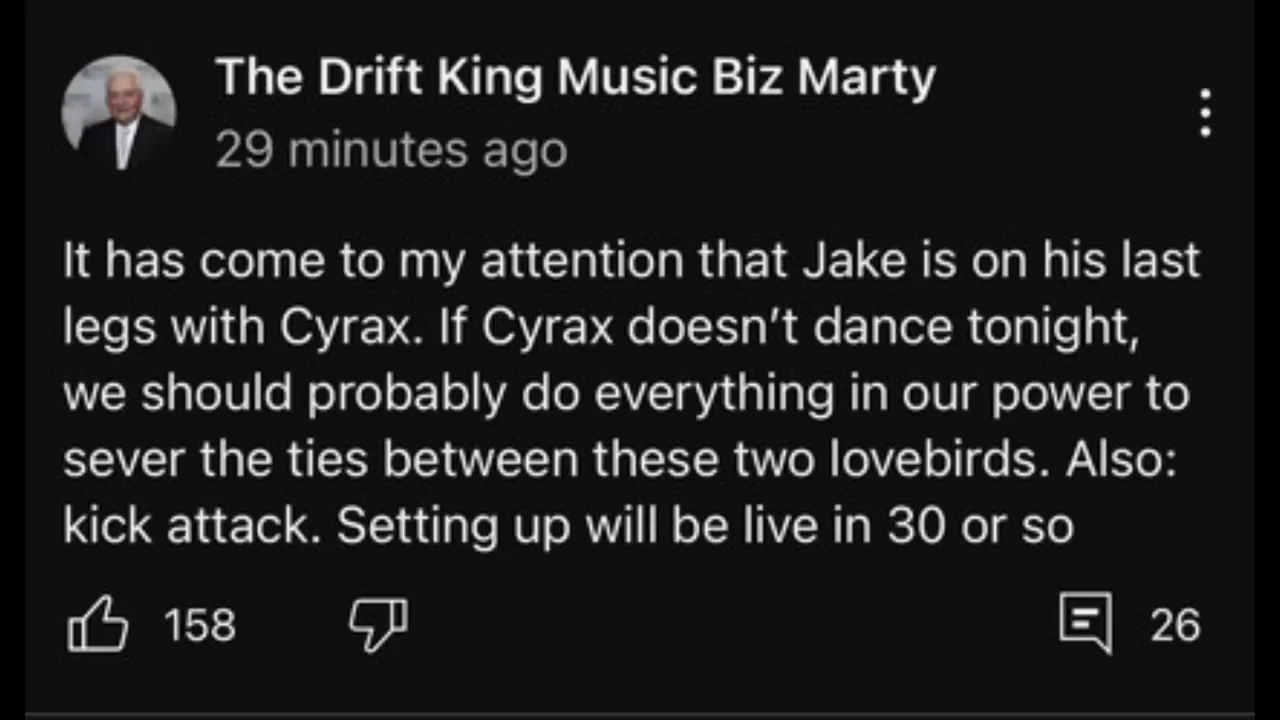 The Drift King Music Biz Marty
29 minutes ago
It has come to my attention that Jake is on his last
legs with Cyrax. If Cyrax doesn’t dance tonight,
we should probably do everything in our power to
sever the ties between these two lovebirds. Also:
kick attack. Setting up will be live in 30 or so
158
26